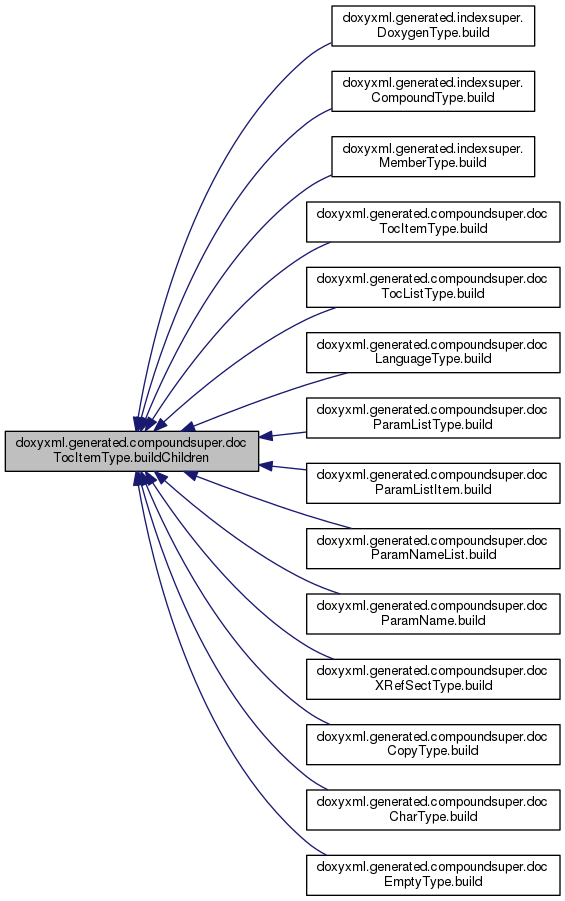 doxyxml.generated.indexsuper.
DoxygenType.build
doxyxml.generated.indexsuper.
CompoundType.build
doxyxml.generated.indexsuper.
MemberType.build
doxyxml.generated.compoundsuper.doc
TocItemType.build
doxyxml.generated.compoundsuper.doc
TocListType.build
doxyxml.generated.compoundsuper.doc
LanguageType.build
doxyxml.generated.compoundsuper.doc
ParamListType.build
doxyxml.generated.compoundsuper.doc
TocItemType.buildChildren
doxyxml.generated.compoundsuper.doc
ParamListItem.build
doxyxml.generated.compoundsuper.doc
ParamNameList.build
doxyxml.generated.compoundsuper.doc
ParamName.build
doxyxml.generated.compoundsuper.doc
XRefSectType.build
doxyxml.generated.compoundsuper.doc
CopyType.build
doxyxml.generated.compoundsuper.doc
CharType.build
doxyxml.generated.compoundsuper.doc
EmptyType.build